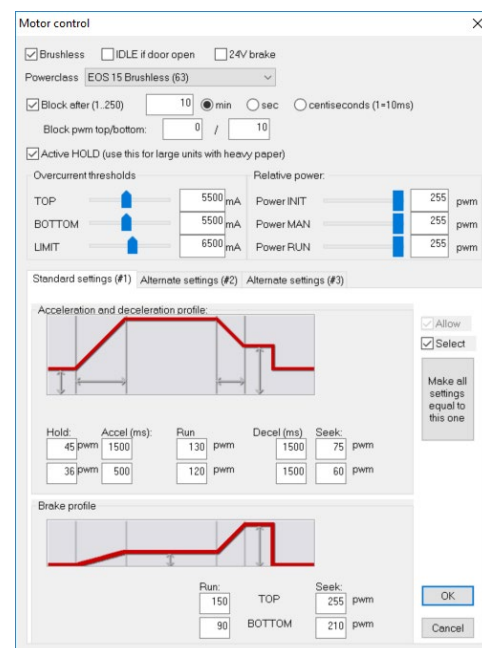 Motor control
Brushless IDLE if door open 24V brake
Powerclass EOS 15 Brushless (63)
Block after (1..250) 10 min sec centiseconds (1=10ms)
Block pwm top/bottom: 0 / 10
Active HOLD (use this for large units with heavy paper)
Overcurrent thresholds Relative power:
TOP 5500 mA Power INIT 255 pwm
BOTTOM 5500 mA Power MAN 255 pwm
LIMIT 6500 mA Power RUN 255 pwm
Standard settings (#1) Alternate settings (#2) Alternate settings (#3)
Acceleration and deceleration profile:
Allow
Select
Make all
settings
equal to
this one
Hold: Accel (ms): Run Decel (ms) Seek:
45 pwm 1500 130 pwm 1500 75 pwm
36 pwm 500 120 pwm 1500 60 pwm
Brake profile
Run: Seek:
150 TOP 255 pwm
90 BOTTOM 210 pwm
OK
Cancel